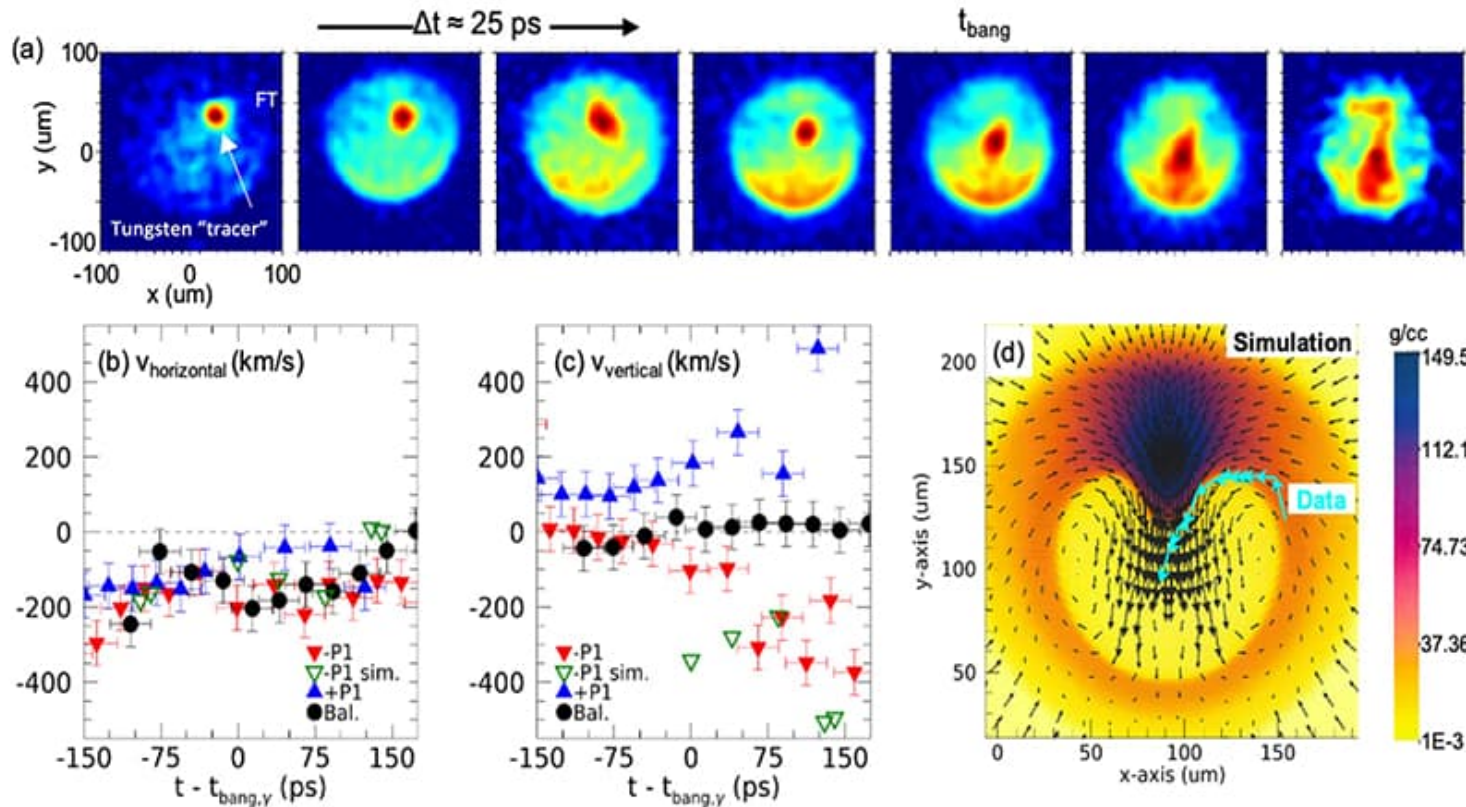 Δt ≈ 25 ps
t_bang
(a)
100
0
-100
y (um)
FT
Tungsten “tracer”
-100
0
100
x (um)
(b) v_horizontal (km/s)
400
200
0
-200
-400
-P1
-P1 sim.
+P1
Bal.
-150
-75
0
75
150
t - t_bang,γ (ps)
(c) v_vertical (km/s)
400
200
0
-200
-400
-P1
-P1 sim.
+P1
Bal.
-150
-75
0
75
150
t - t_bang,γ (ps)
(d)
Simulation
Data
200
150
100
50
y-axis (um)
0
50
100
150
x-axis (um)
g/cc
149.5
112.1
74.73
37.36
1E-3